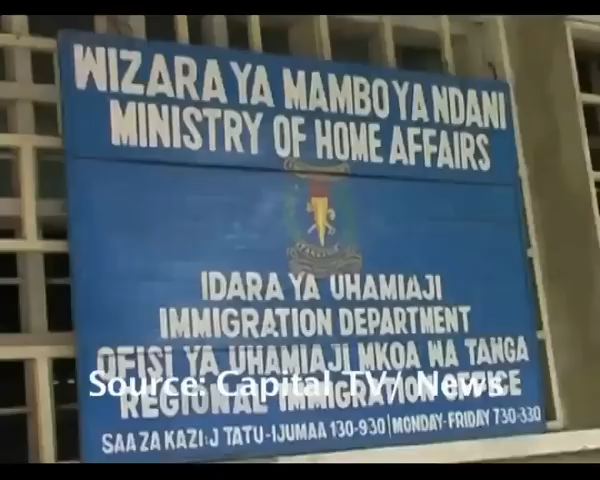 WIZARA YA MAMBO YA NDANI
MINISTRY OF HOME AFFAIRS
IDARA YA UHAMIAJI
IMMIGRATION DEPARTMENT
OFISI YA UHAMIAJI MKOA WA TANGA
REGIONAL IMMIGRATION OFFICE
Source: Capital TV/ News
SAA ZA KAZI: J TATU-IJUMAA 130-930 | MONDAY-FRIDAY 730-330